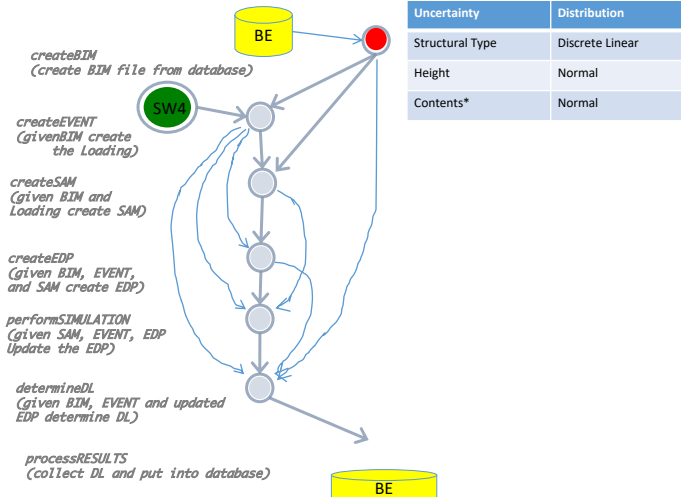 BE
Uncertainty Distribution
Structural Type Discrete Linear
Height Normal
Contents* Normal
createBIM
(create BIM file from database)
SW4
createEVENT
(givenBIM create
the Loading)
createSAM
(given BIM and
Loading create SAM)
createEDP
(given BIM, EVENT,
and SAM create EDP)
performSIMULATION
(given SAM, EVENT, EDP
Update the EDP)
determineDL
(given BIM, EVENT and updated
EDP determine DL)
processRESULTS
(collect DL and put into database)
BE